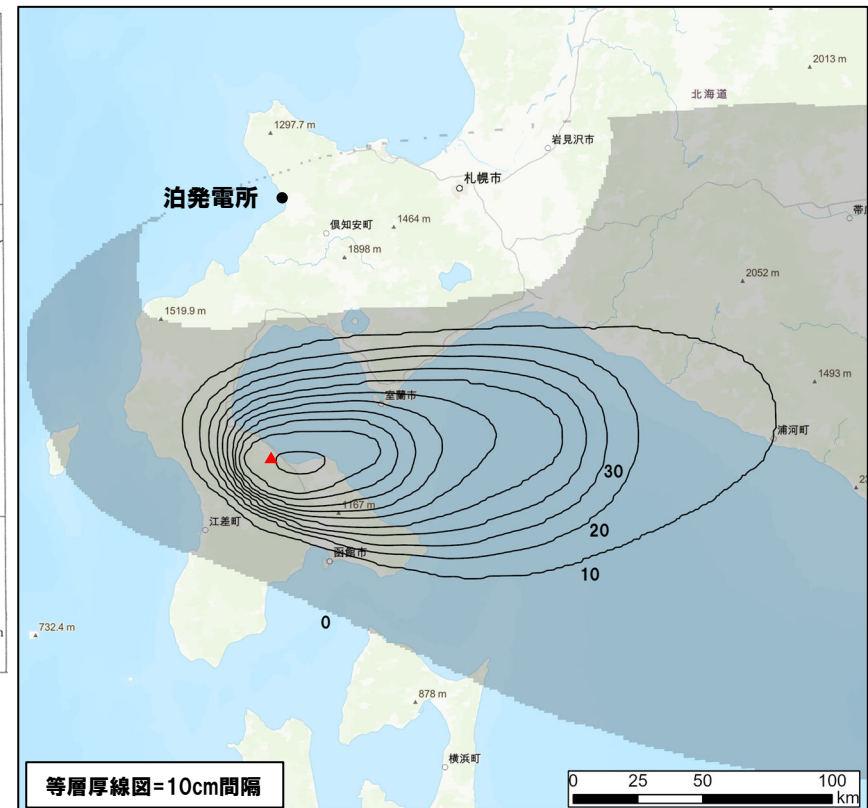 2013 m
北海道
1297.7 m
岩見沢市
札幌市
泊発電所
1464 m
倶知安町
1898 m
2052 m
1519.9 m
1493 m
室蘭市
浦河町
30
1167 m
江差町
20
函館市
10
0
732.4 m
878 m
横浜町
等層厚線図=10cm間隔
0 25 50 100
km